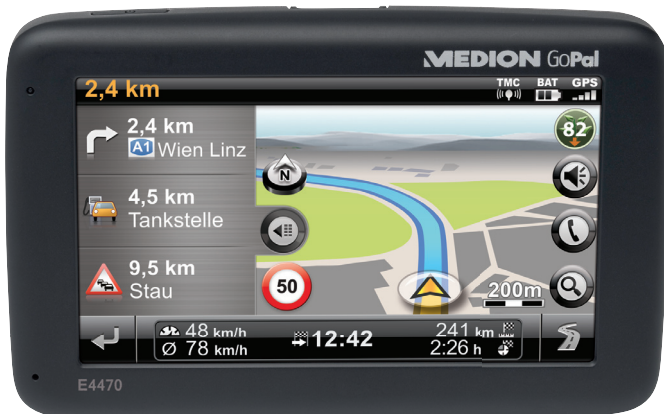 MEDION GoPal
2,4 km
TMC BAT GPS
2,4 km
A1 Wien Linz
4,5 km
Tankstelle
9,5 km
Stau
N
82
50
200m
48 km/h
Ø 78 km/h
12:42
241 km
2:26 h
E4470